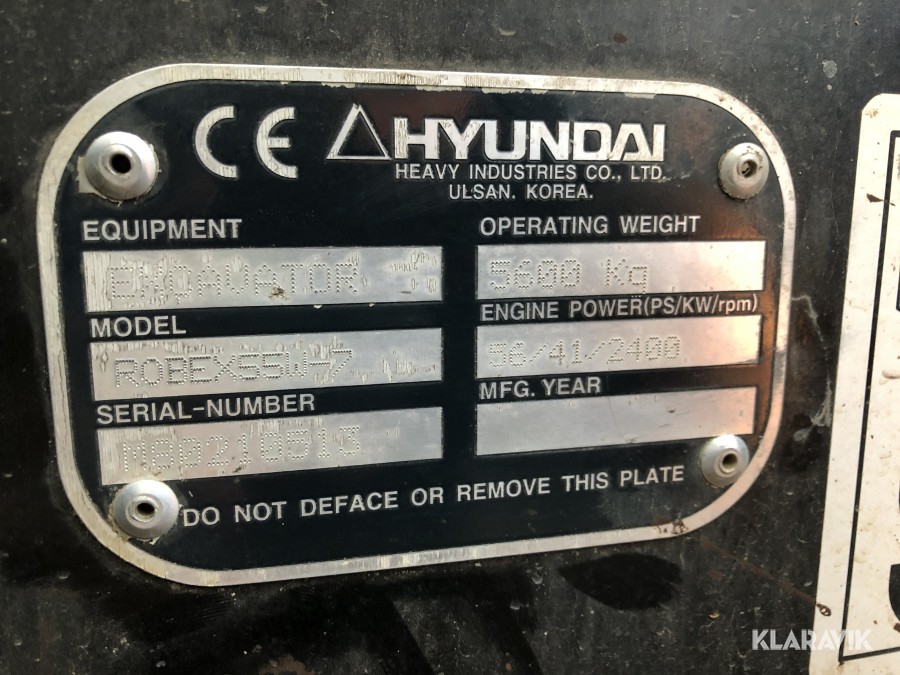 CE HYUNDAI
HEAVY INDUSTRIES CO., LTD.
ULSAN. KOREA.
EQUIPMENT
OPERATING WEIGHT
5600 Kg
MODEL
ENGINE POWER(PS/KW/rpm)
ROBEX55W-7
56/41/2400
SERIAL-NUMBER
MFG. YEAR
DO NOT DEFACE OR REMOVE THIS PLATE
KLARAVIK